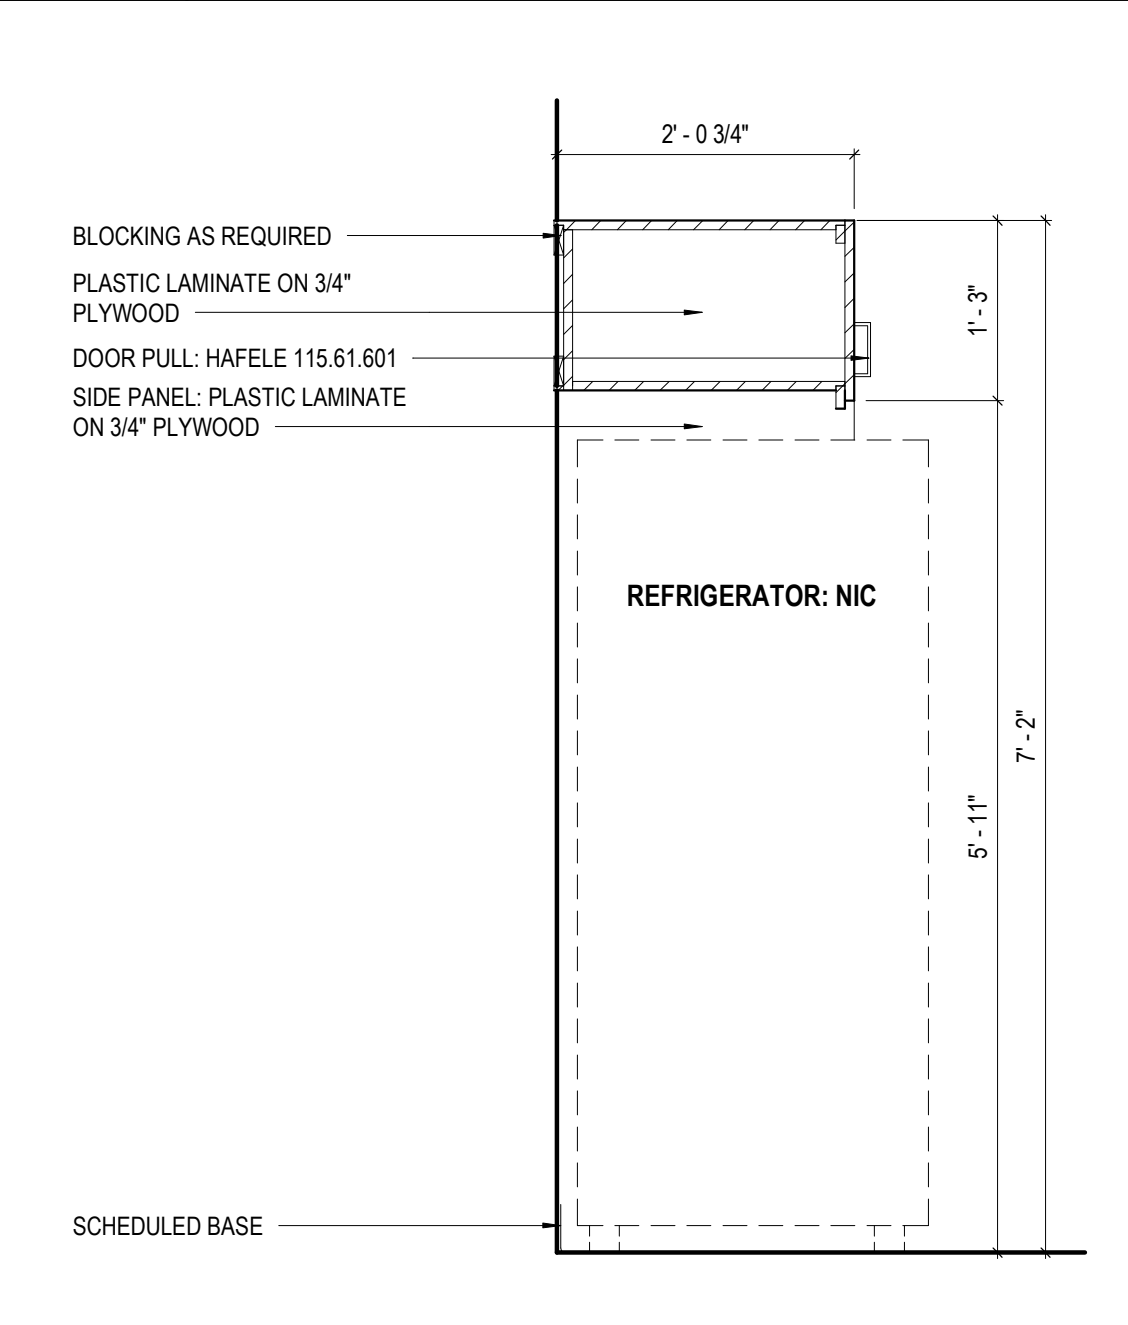 2' - 0 3/4"
BLOCKING AS REQUIRED
PLASTIC LAMINATE ON 3/4"
PLYWOOD
DOOR PULL: HAFELE 115.61.601
SIDE PANEL: PLASTIC LAMINATE
ON 3/4" PLYWOOD
1' - 3"
REFRIGERATOR: NIC
7' - 2"
5' - 11"
SCHEDULED BASE